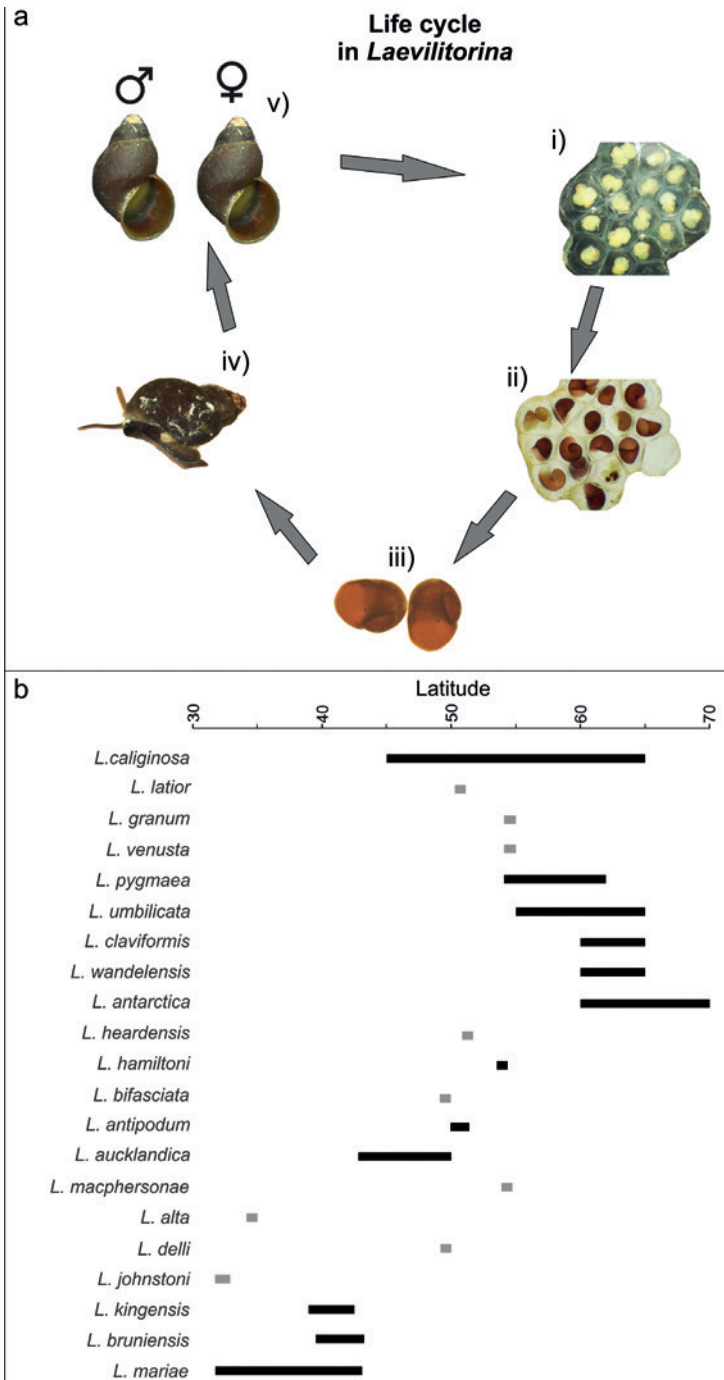 a
Life cycle
in Laevilitorina
♂ ♀ v)
i)
ii)
iii)
iv)
b
Latitude
30 40 50 60 70
L.caliginosa
L. latior
L. granum
L. venusta
L. pygmaea
L. umbilicata
L. claviformis
L. wandelensis
L. antarctica
L. heardensis
L. hamiltoni
L. bifasciata
L. antipodum
L. aucklandica
L. macphersonae
L. alta
L. delli
L. johnstoni
L. kingensis
L. bruniensis
L. mariae